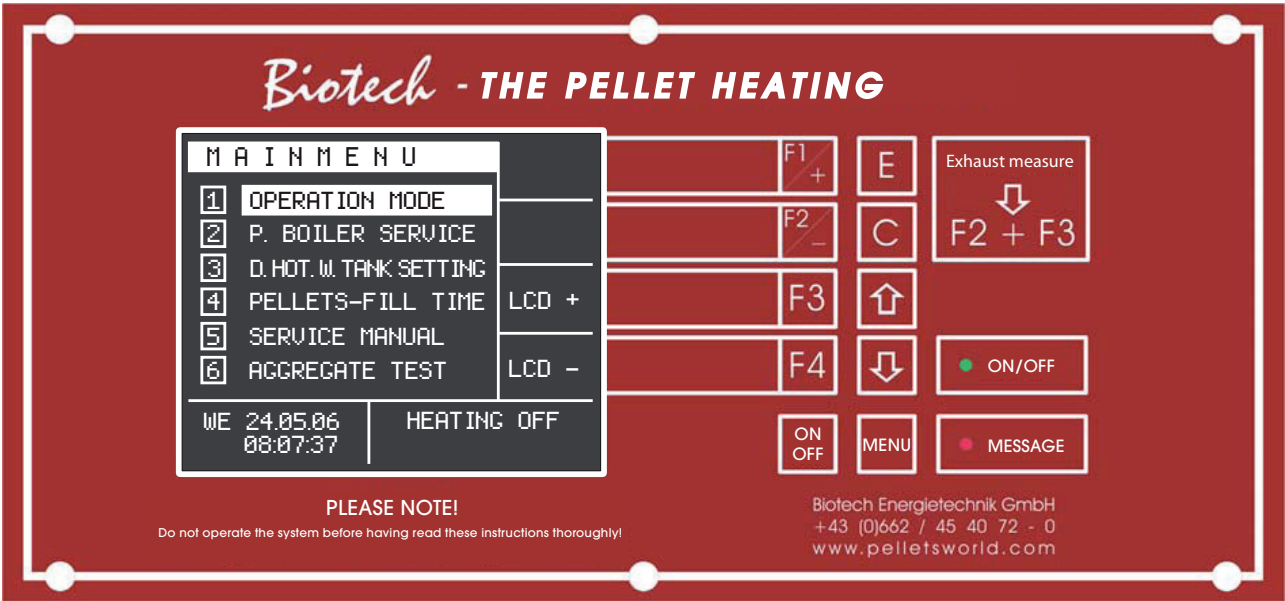 Biotech - THE PELLET HEATING
MAINMENU
1 OPERATION MODE
2 P. BOILER SERVICE
3 D.HOT.W.TANK SETTING
4 PELLETS-FILL TIME
5 SERVICE MANUAL
6 AGGREGATE TEST
LCD +
LCD -
WE 24.05.06
08:07:37
HEATING OFF
F1/+
F2/-
F3
F4
E
C
ON
OFF
MENU
Exhaust measure
F2 + F3
ON/OFF
MESSAGE
PLEASE NOTE!
Do not operate the system before having read these instructions thoroughly!
Biotech Energietechnik GmbH
+43 (0)662 / 45 40 72 - 0
www.pelletsworld.com